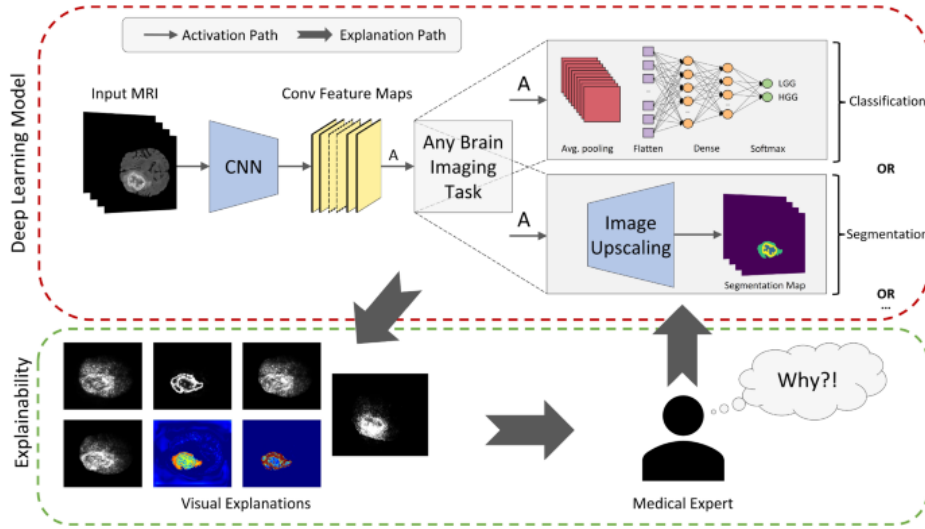 Activation Path
Explanation Path
Deep Learning Model
Input MRI
CNN
Conv Feature Maps
A
Any Brain
Imaging
Task
A
Avg. pooling
Flatten
Dense
Softmax
LGG
HGG
Classification
OR
A
Image
Upscaling
Segmentation Map
Segmentation
OR
...
Explainability
Visual Explanations
Why?!
Medical Expert